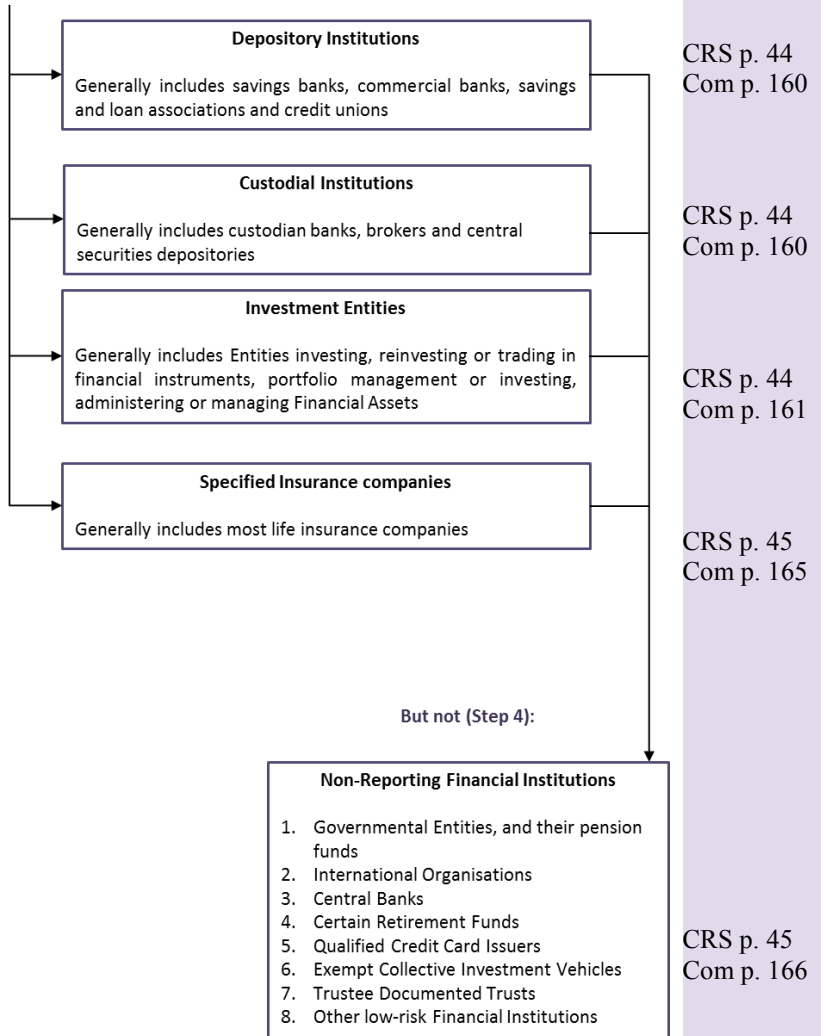 Depository Institutions
Generally includes savings banks, commercial banks, savings
and loan associations and credit unions
CRS p. 44
Com p. 160
Custodial Institutions
Generally includes custodian banks, brokers and central
securities depositories
CRS p. 44
Com p. 160
Investment Entities
Generally includes Entities investing, reinvesting or trading in
financial instruments, portfolio management or investing,
administering or managing Financial Assets
CRS p. 44
Com p. 161
Specified Insurance companies
Generally includes most life insurance companies
CRS p. 45
Com p. 165
But not (Step 4):
Non-Reporting Financial Institutions
1. Governmental Entities, and their pension
funds
2. International Organisations
3. Central Banks
4. Certain Retirement Funds
5. Qualified Credit Card Issuers
6. Exempt Collective Investment Vehicles
7. Trustee Documented Trusts
8. Other low-risk Financial Institutions
CRS p. 45
Com p. 166